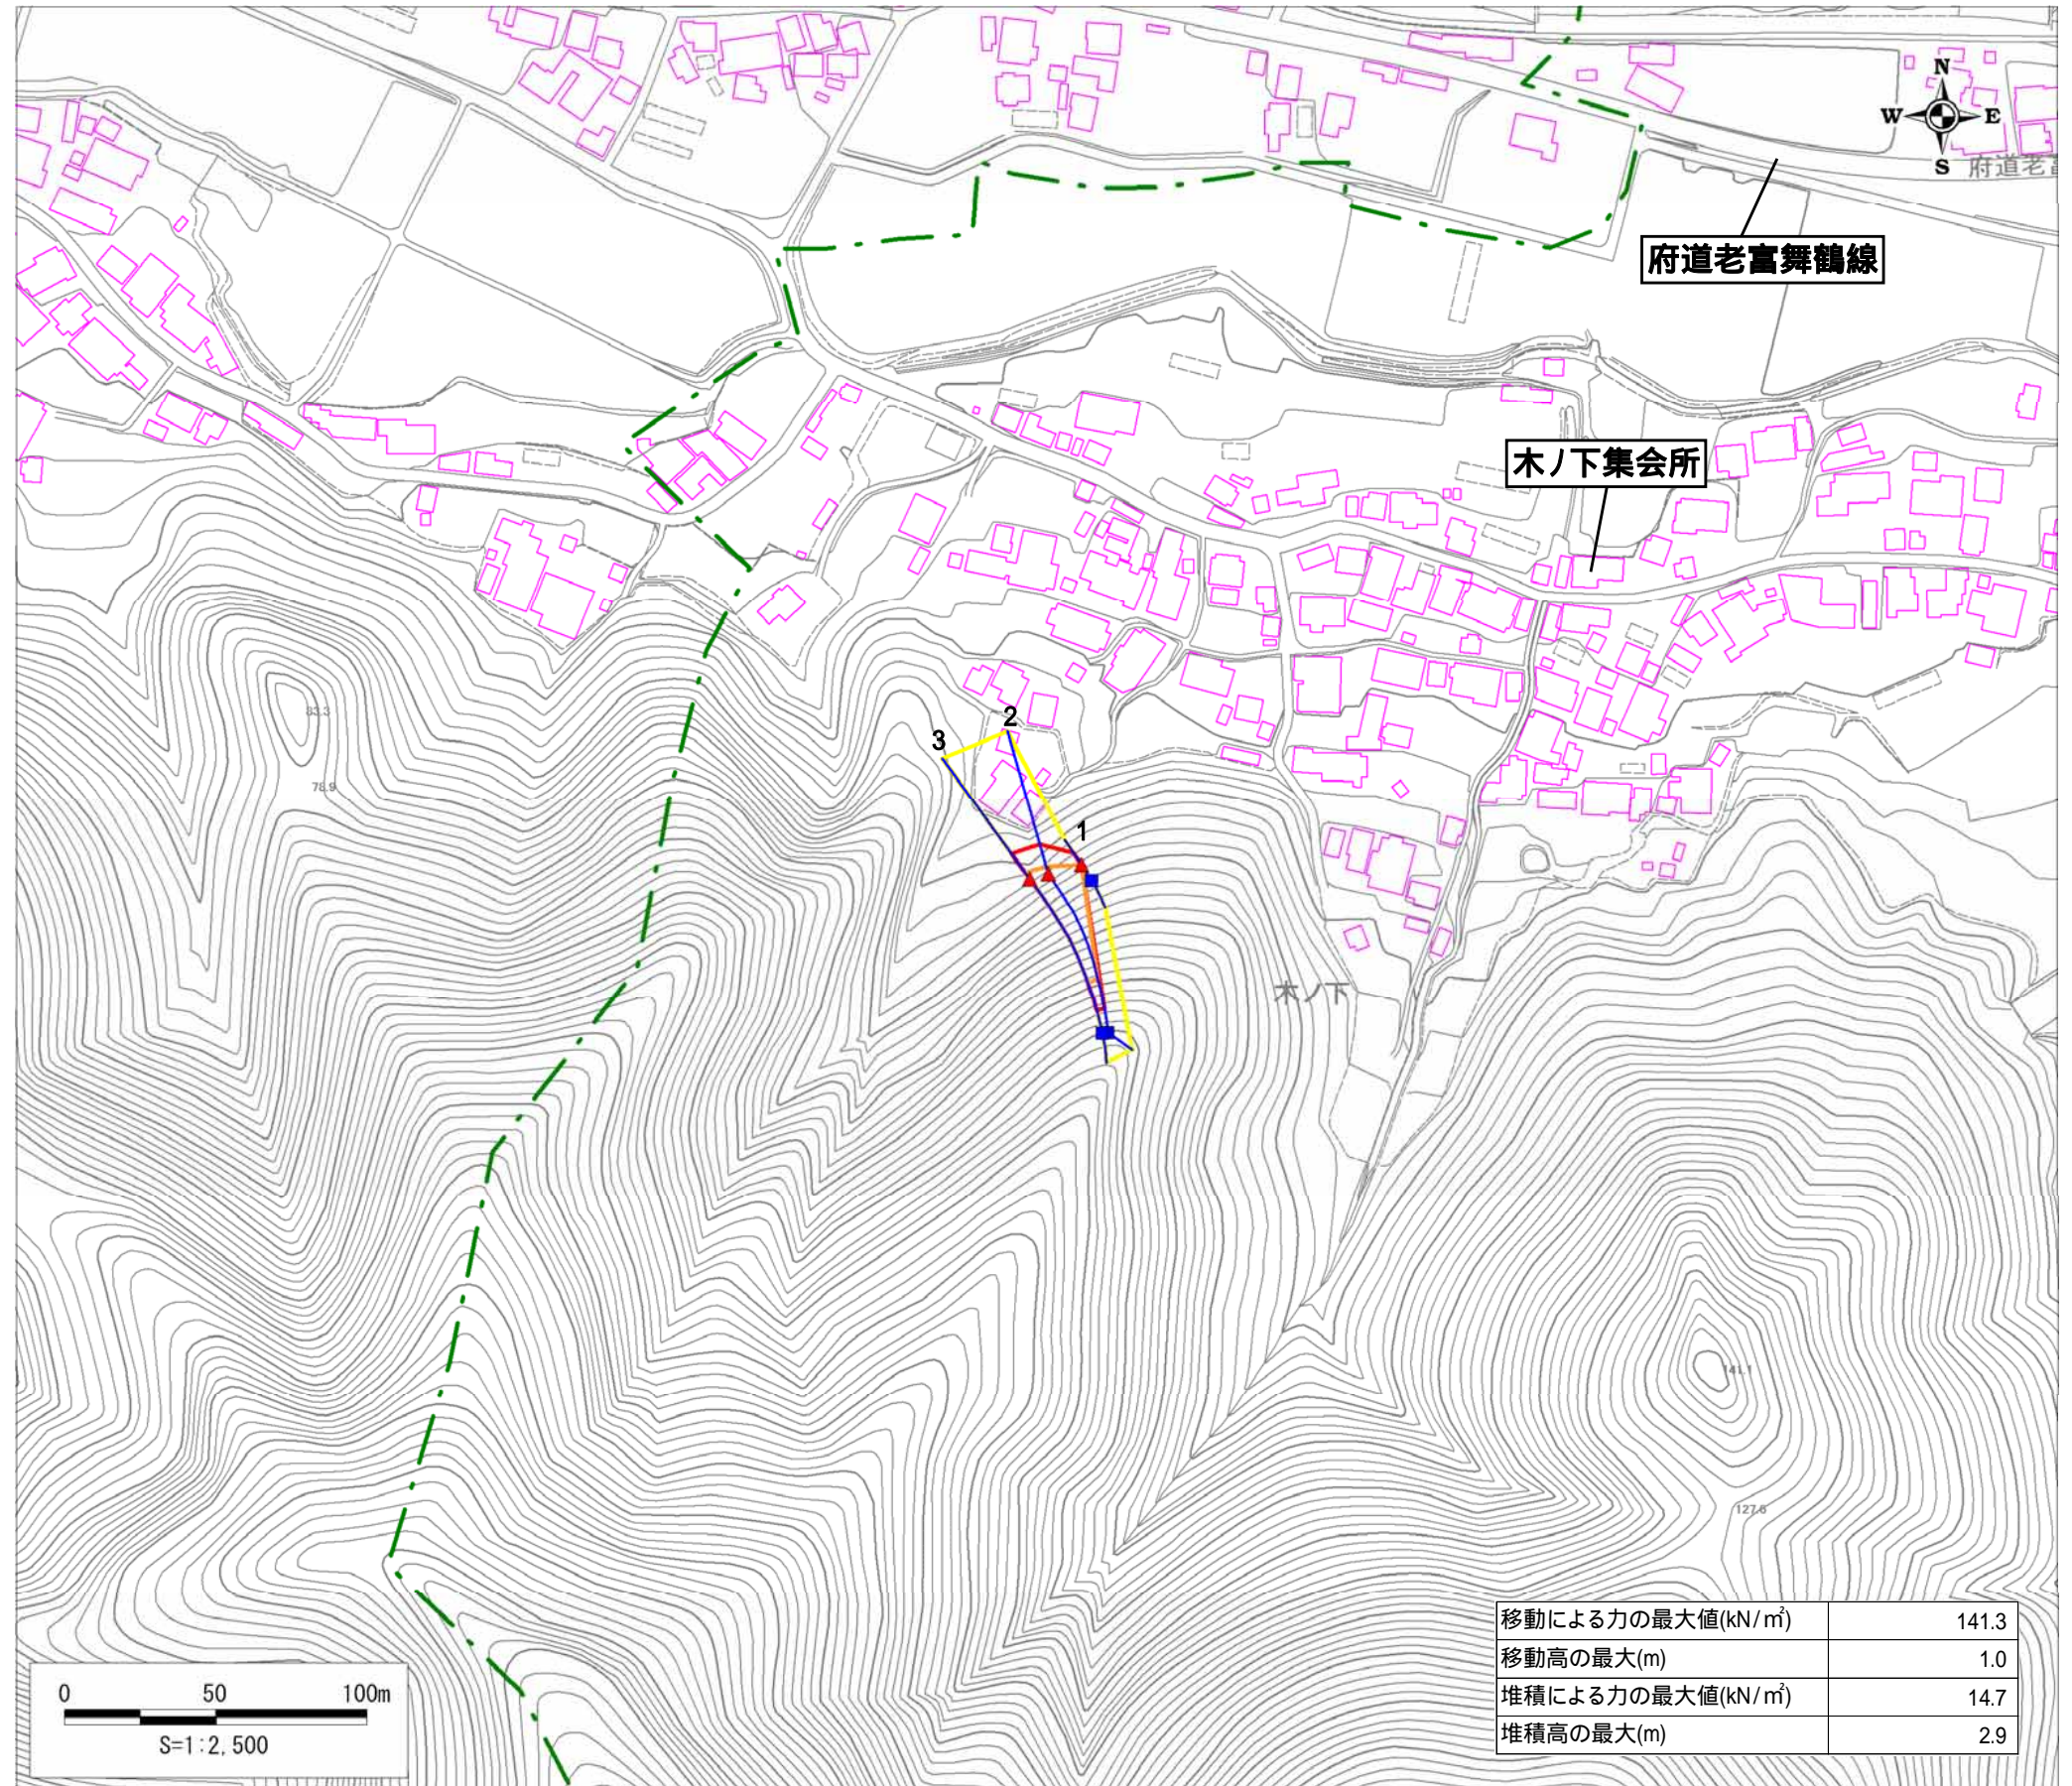 N
W E
S
府道老
府道老富舞鶴線
木ノ下集会所
83.3
78.9
2
3
1
木ノ下
141.1
127.6
移動による力の最大値(kN/㎡) 141.3
移動高の最大(m) 1.0
堆積による力の最大値(kN/㎡) 14.7
堆積高の最大(m) 2.9
0 50 100m
S=1:2,500